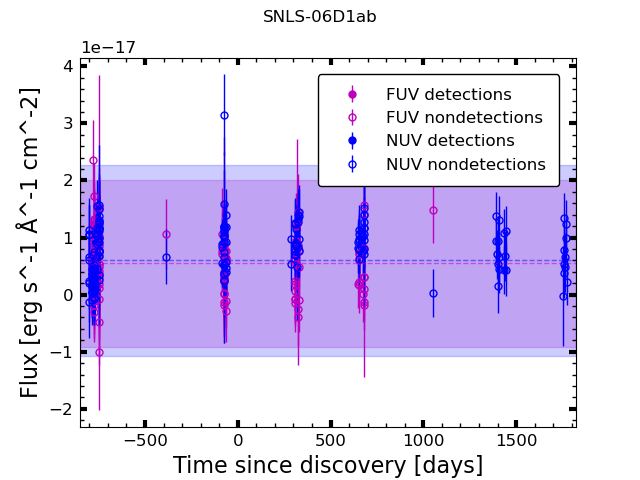 SNLS-06D1ab
1e−17
FUV detections
FUV nondetections
NUV detections
NUV nondetections
4
3
2
1
0
−1
−2
Flux [erg s^-1 Å^-1 cm^-2]
−500
0
500
1000
1500
Time since discovery [days]